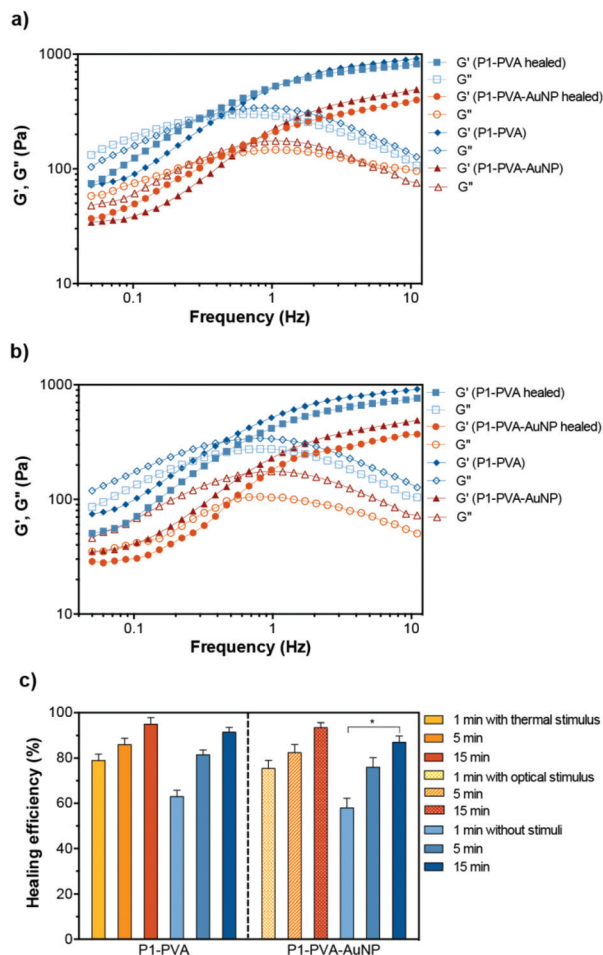 a)
1000
100
10
G', G" (Pa)
0.1
1
10
Frequency (Hz)
G' (P1-PVA healed)
G"
G' (P1-PVA-AuNP healed)
G"
G' (P1-PVA)
G"
G' (P1-PVA-AuNP)
G"
b)
1000
100
10
G', G" (Pa)
0.1
1
10
Frequency (Hz)
G' (P1-PVA healed)
G"
G' (P1-PVA-AuNP healed)
G"
G' (P1-PVA)
G"
G' (P1-PVA-AuNP)
G"
c)
100
80
60
40
20
0
Healing efficiency (%)
*
P1-PVA
P1-PVA-AuNP
1 min with thermal stimulus
5 min
15 min
1 min with optical stimulus
5 min
15 min
1 min without stimuli
5 min
15 min